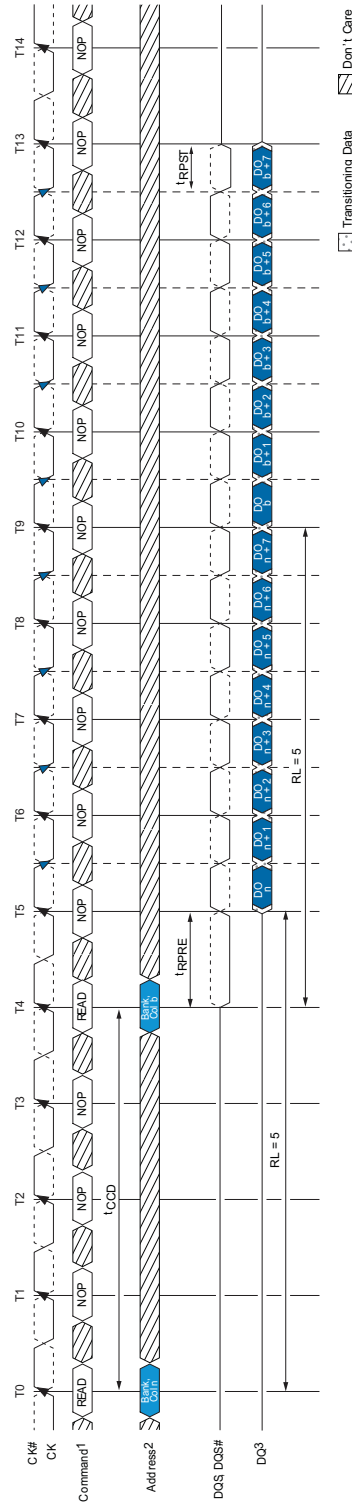 T0 T1 T2 T3 T4 T5 T6 T7 T8 T9 T10 T11 T12 T13 T14
CK#
CK
Command1 READ NOP NOP NOP READ NOP NOP NOP NOP NOP NOP NOP NOP NOP NOP
tCCD
Address2 Bank, Col n Bank, Col b
tRPRE tRPST
DQS, DQS#
DQ3 DO n DO n + 1 DO n + 2 DO n + 3 DO n + 4 DO n + 5 DO n + 6 DO n + 7 DO b DO b + 1 DO b + 2 DO b + 3 DO b + 4 DO b + 5 DO b + 6 DO b + 7
RL = 5
RL = 5
Transitioning Data Don't Care